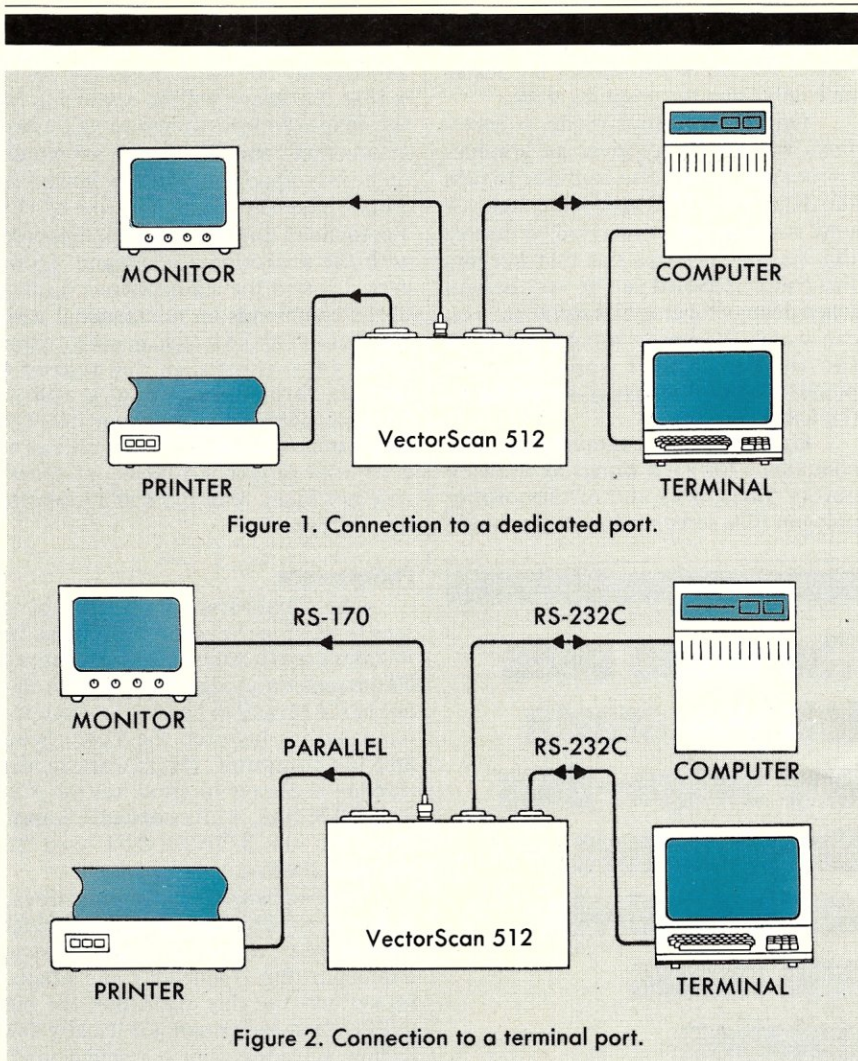 MONITOR
COMPUTER
VectorScan 512
PRINTER
TERMINAL
Figure 1. Connection to a dedicated port.
RS-170
RS-232C
MONITOR
PARALLEL
RS-232C
COMPUTER
VectorScan 512
PRINTER
TERMINAL
Figure 2. Connection to a terminal port.